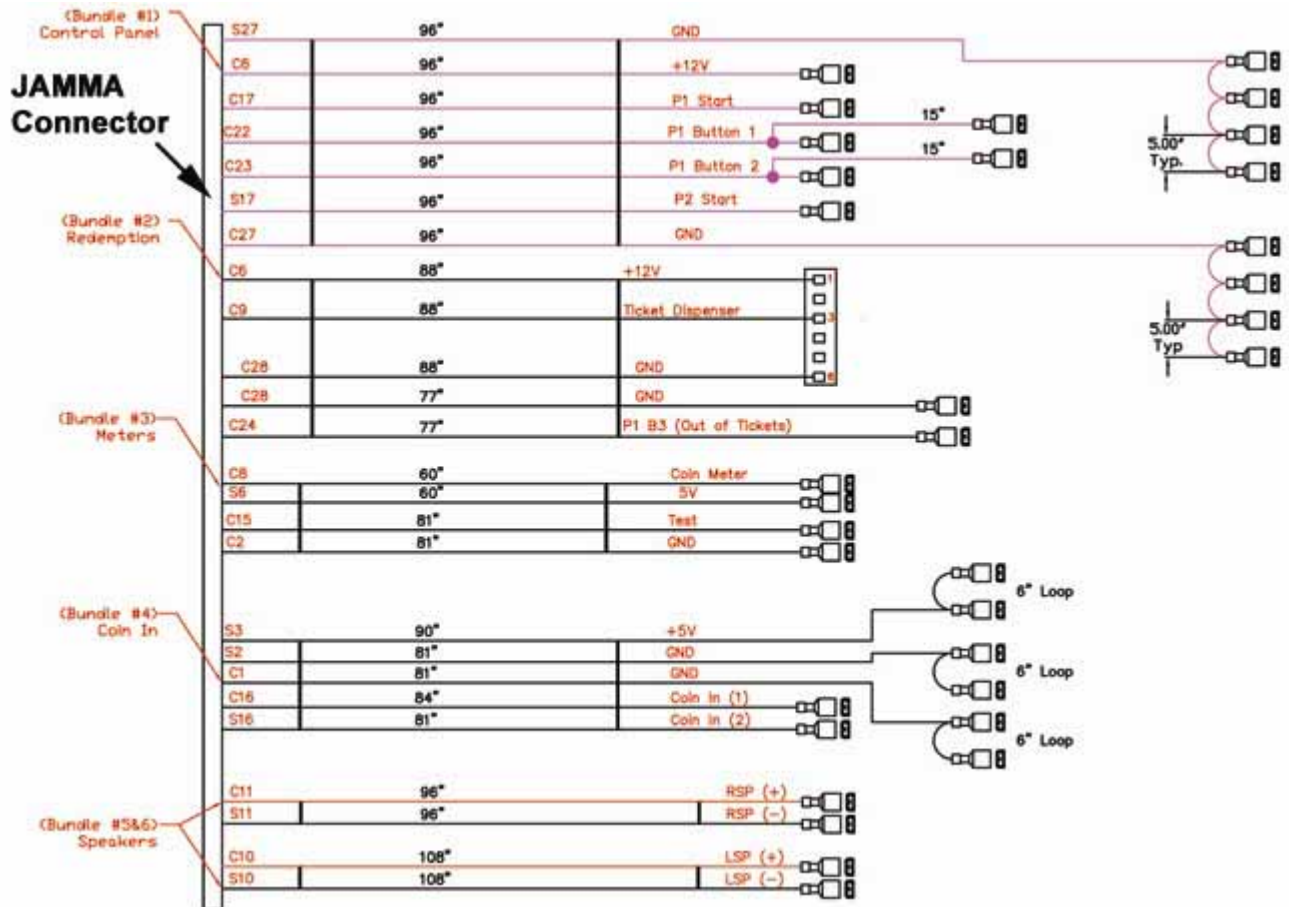 (Bundle #1)
Control Panel
JAMMA
Connector
S27 96" GND
C6 96" +12V
C17 96" P1 Start
C22 96" P1 Button 1 15"
C23 96" P1 Button 2 15"
5.00"
Typ.
S17 96" P2 Start
(Bundle #2)
Redemption
C27 96" GND
C6 88" +12V 1
C9 88" Ticket Dispenser 3
5.00"
Typ
C28 88" GND 6
C28 77" GND
(Bundle #3)
Meters
C24 77" P1 B3 (Out of Tickets)
C8 60" Coin Meter
S6 60" 5V
C15 81" Test
C2 81" GND
6" Loop
(Bundle #4)
Coin In
S3 90" +5V
S2 81" GND
C1 81" GND
6" Loop
C16 84" Coin In (1)
S16 81" Coin In (2)
6" Loop
C11 96" RSP (+)
S11 96" RSP (-)
(Bundle #5&6)
Speakers
C10 108" LSP (+)
S10 108" LSP (-)